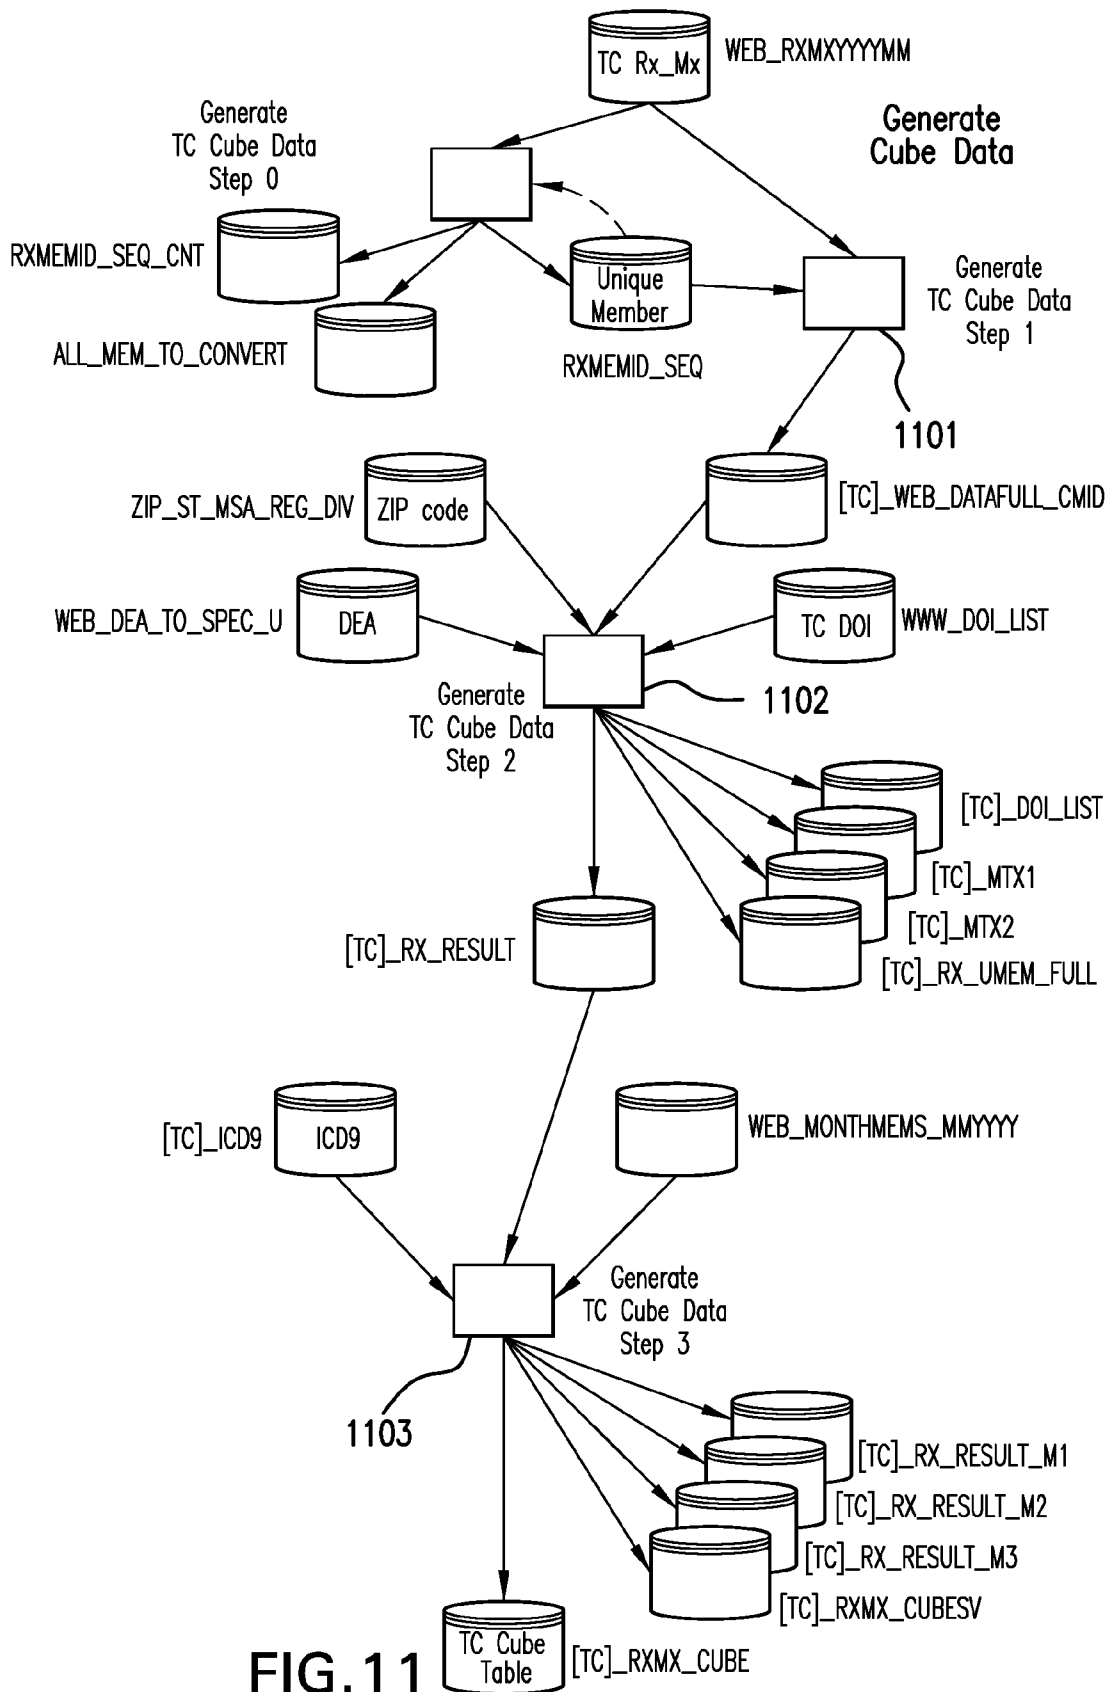 TC Rx_Mx
WEB_RXMXYYYYMM
Generate
Cube Data
Generate
TC Cube Data
Step 0
RXMEMID_SEQ_CNT
ALL_MEM_TO_CONVERT
Unique
Member
RXMEMID_SEQ
Generate
TC Cube Data
Step 1
1101
ZIP_ST_MSA_REG_DIV
ZIP code
[TC]_WEB_DATAFULL_CMID
WEB_DEA_TO_SPEC_U
DEA
TC DOI
WWW_DOI_LIST
Generate
TC Cube Data
Step 2
1102
[TC]_DOI_LIST
[TC]_MTX1
[TC]_MTX2
[TC]_RX_UMEM_FULL
[TC]_RX_RESULT
[TC]_ICD9
ICD9
WEB_MONTHMEMS_MMYYYY
Generate
TC Cube Data
Step 3
1103
[TC]_RX_RESULT_M1
[TC]_RX_RESULT_M2
[TC]_RX_RESULT_M3
[TC]_RXMX_CUBESV
TC Cube
Table
[TC]_RXMX_CUBE
FIG.11